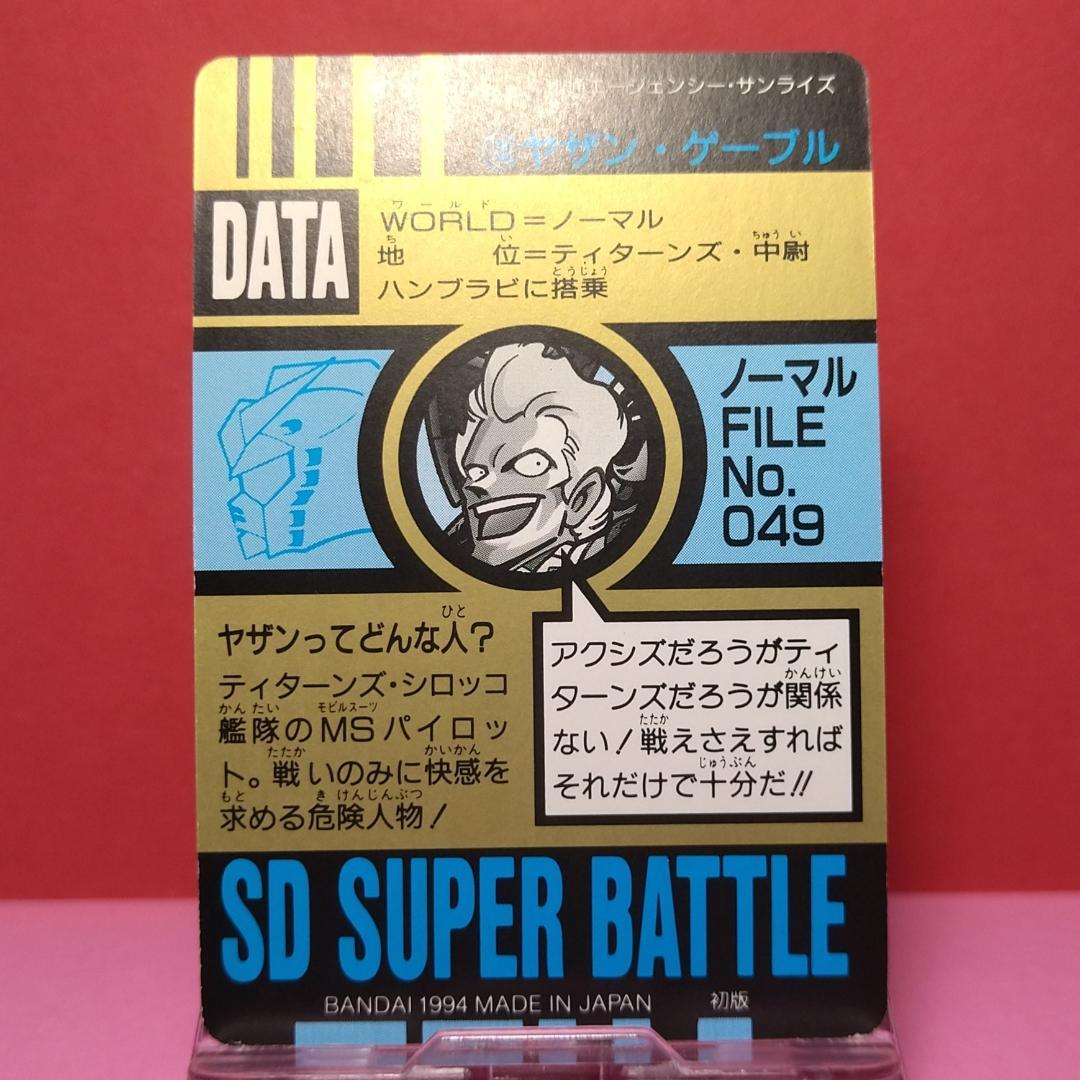 エージェンシー・サンライズ
ヤザン・ゲーブル
DATA
ワールド
WORLD=ノーマル
ち い ちゅう い
地 位=ティターンズ・中尉
とうじょう
ハンブラビに搭乗
ノーマル
FILE
No.
049
ひと
ヤザンってどんな人?
ティターンズ・シロッコ
かんたい モビルスーツ
艦隊のMSパイロッ
たたか かいかん
ト。戦いのみに快感を
もと きけんじんぶつ
求める危険人物!
アクシズだろうがティ
かんけい
ターンズだろうが関係
たたか
ない!戦えさえすれば
じゅうぶん
それだけで十分だ!!
SD SUPER BATTLE
BANDAI 1994 MADE IN JAPAN 初版